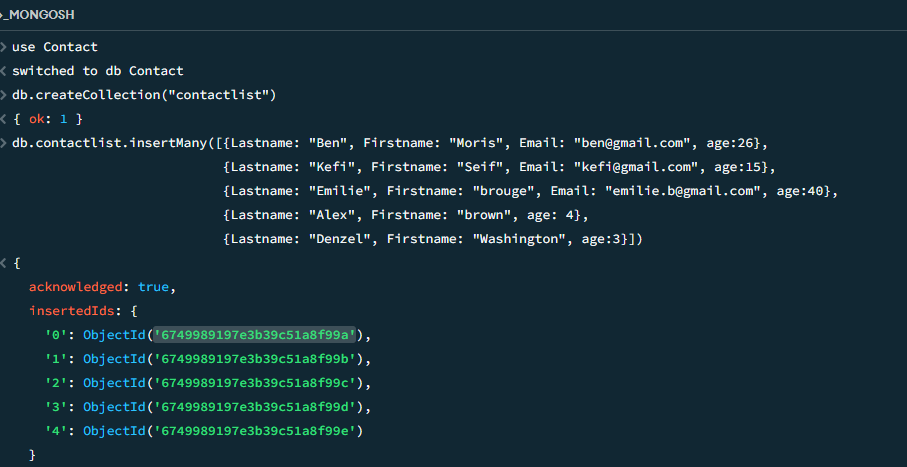 >_MONGOSH
> use Contact
< switched to db Contact
> db.createCollection("contactlist")
< { ok: 1 }
> db.contactlist.insertMany([{Lastname: "Ben", Firstname: "Moris", Email: "ben@gmail.com", age:26},
{Lastname: "Kefi", Firstname: "Seif", Email: "kefi@gmail.com", age:15},
{Lastname: "Emilie", Firstname: "brouge", Email: "emilie.b@gmail.com", age:40},
{Lastname: "Alex", Firstname: "brown", age: 4},
{Lastname: "Denzel", Firstname: "Washington", age:3}])
< {
acknowledged: true,
insertedIds: {
'0': ObjectId('6749989197e3b39c51a8f99a'),
'1': ObjectId('6749989197e3b39c51a8f99b'),
'2': ObjectId('6749989197e3b39c51a8f99c'),
'3': ObjectId('6749989197e3b39c51a8f99d'),
'4': ObjectId('6749989197e3b39c51a8f99e')
}